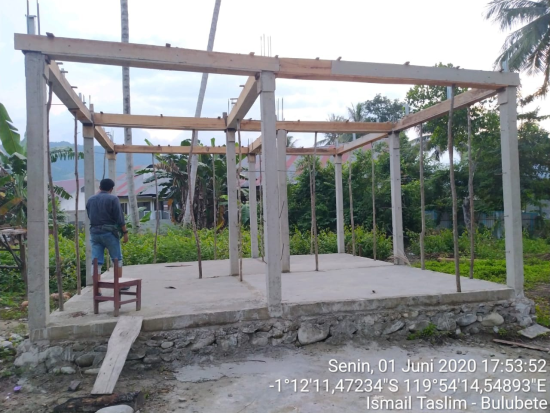 Senin, 01 Juni 2020 17:53:52
-1°12'11,47234"S 119°54'14,54893"E
Ismail Taslim - Bulubete